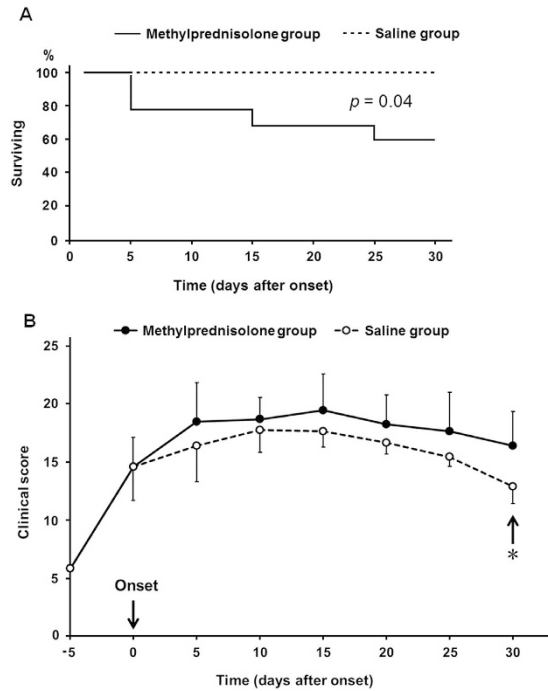 A
Methylprednisolone group
Saline group
%
100
80
60
40
20
0
Surviving
p = 0.04
0 5 10 15 20 25 30
Time (days after onset)
B
Methylprednisolone group
Saline group
25
20
15
10
5
0
Clinical score
Onset
*
-5 0 5 10 15 20 25 30
Time (days after onset)